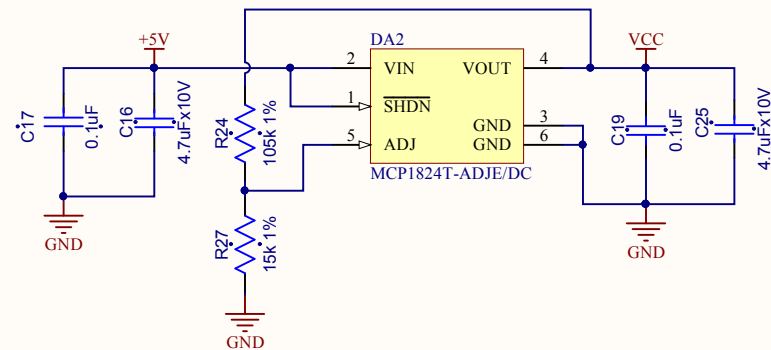 +5V
DA2
VCC
2
VIN
VOUT
4
1
SHDN
GND
3
5
ADJ
GND
6
MCP1824T-ADJE/DC
C17
0.1uF
C16
4.7uFx10V
R24
105k 1%
R27
15k 1%
C19
0.1uF
C25
4.7uFx10V
GND
GND
GND